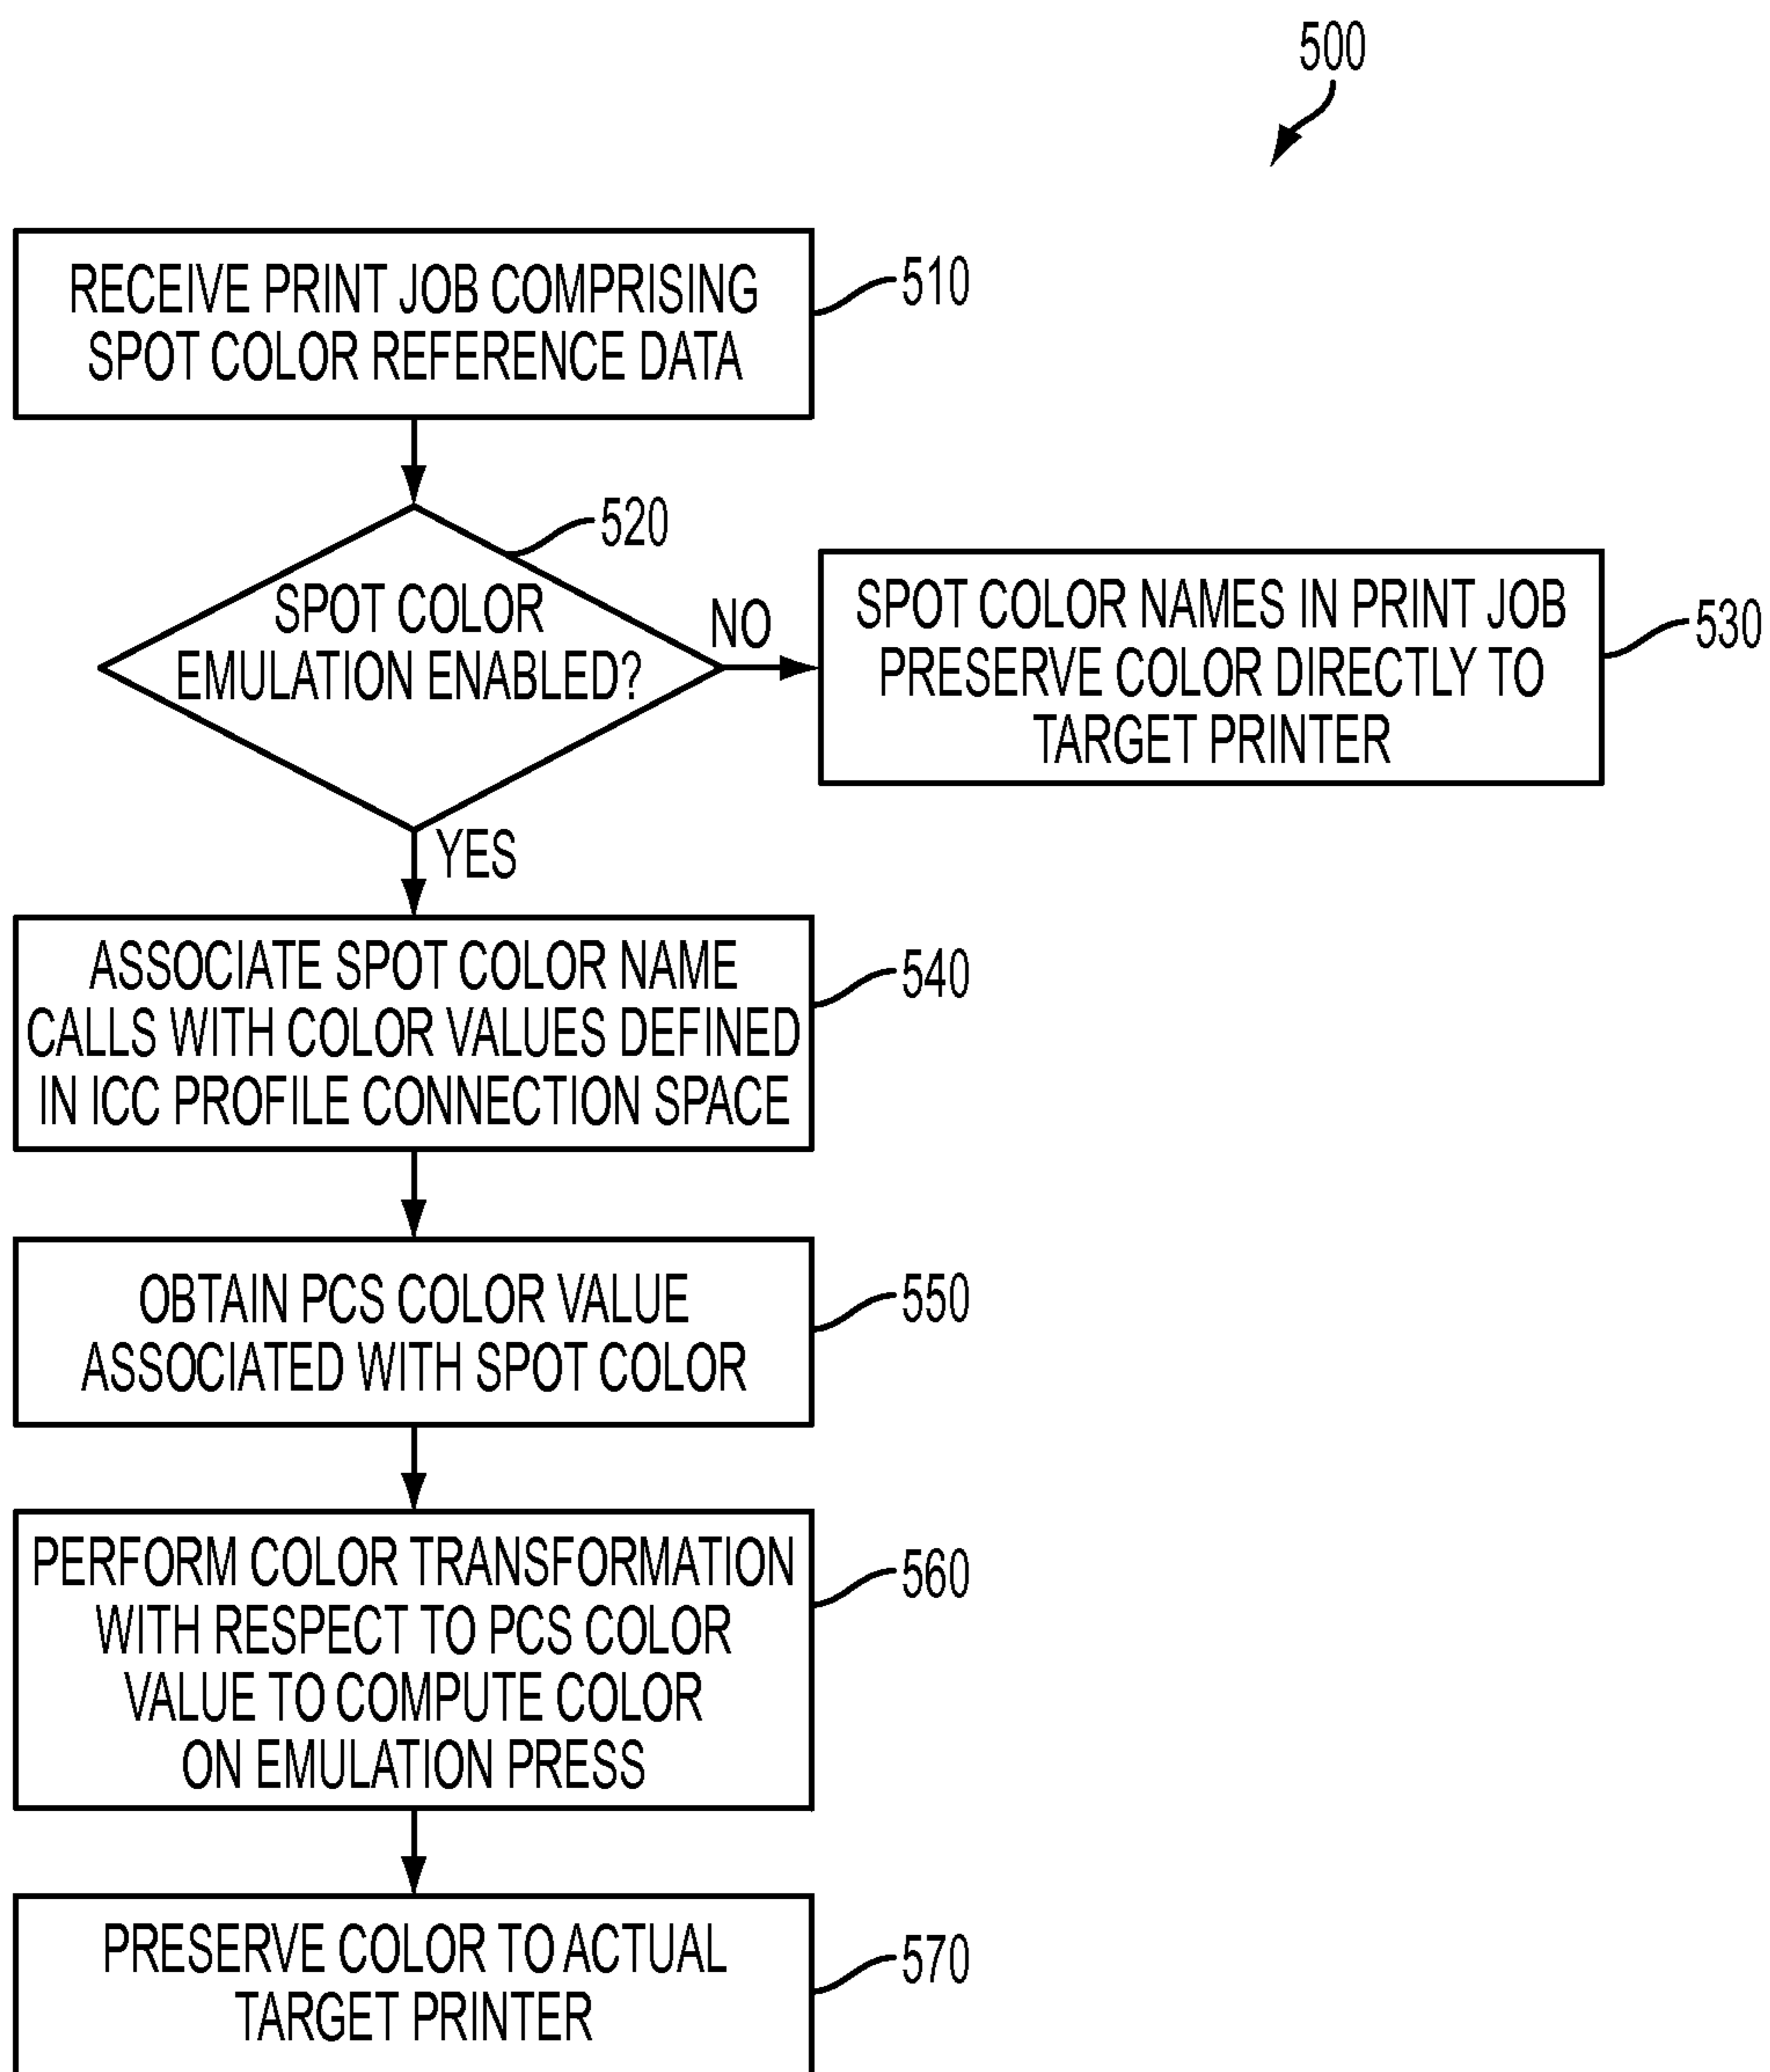 500
RECEIVE PRINT JOB COMPRISING
SPOT COLOR REFERENCE DATA
510
520
SPOT COLOR
EMULATION ENABLED?
NO
SPOT COLOR NAMES IN PRINT JOB
PRESERVE COLOR DIRECTLY TO
TARGET PRINTER
530
YES
ASSOCIATE SPOT COLOR NAME
CALLS WITH COLOR VALUES DEFINED
IN ICC PROFILE CONNECTION SPACE
540
OBTAIN PCS COLOR VALUE
ASSOCIATED WITH SPOT COLOR
550
PERFORM COLOR TRANSFORMATION
WITH RESPECT TO PCS COLOR
VALUE TO COMPUTE COLOR
ON EMULATION PRESS
560
PRESERVE COLOR TO ACTUAL
TARGET PRINTER
570